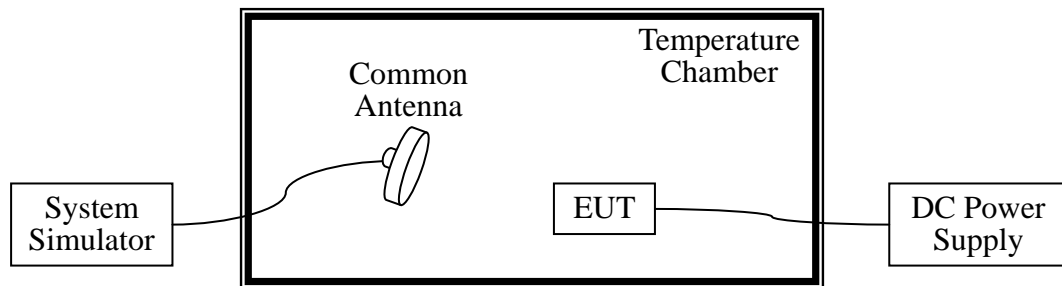 Temperature
Chamber
Common
Antenna
System
Simulator
EUT
DC Power
Supply